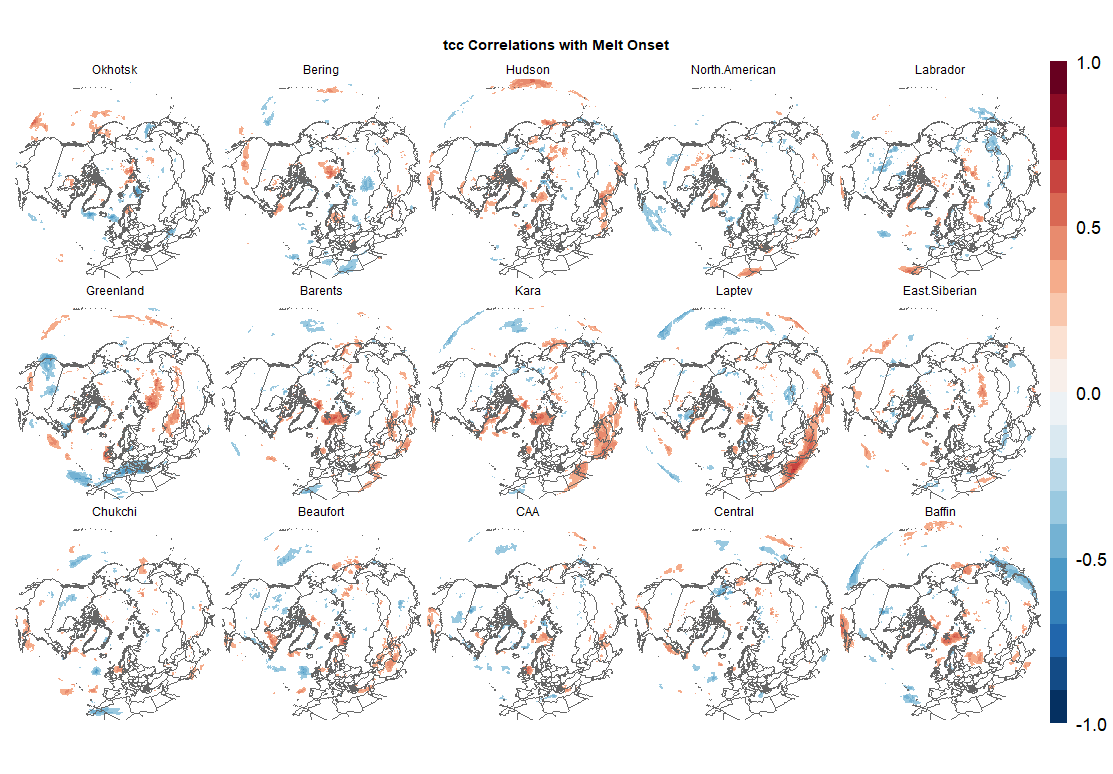 tcc Correlations with Melt Onset
Okhotsk
Bering
Hudson
North.American
Labrador
Greenland
Barents
Kara
Laptev
East.Siberian
Chukchi
Beaufort
CAA
Central
Baffin
1.0
0.5
0.0
-0.5
-1.0